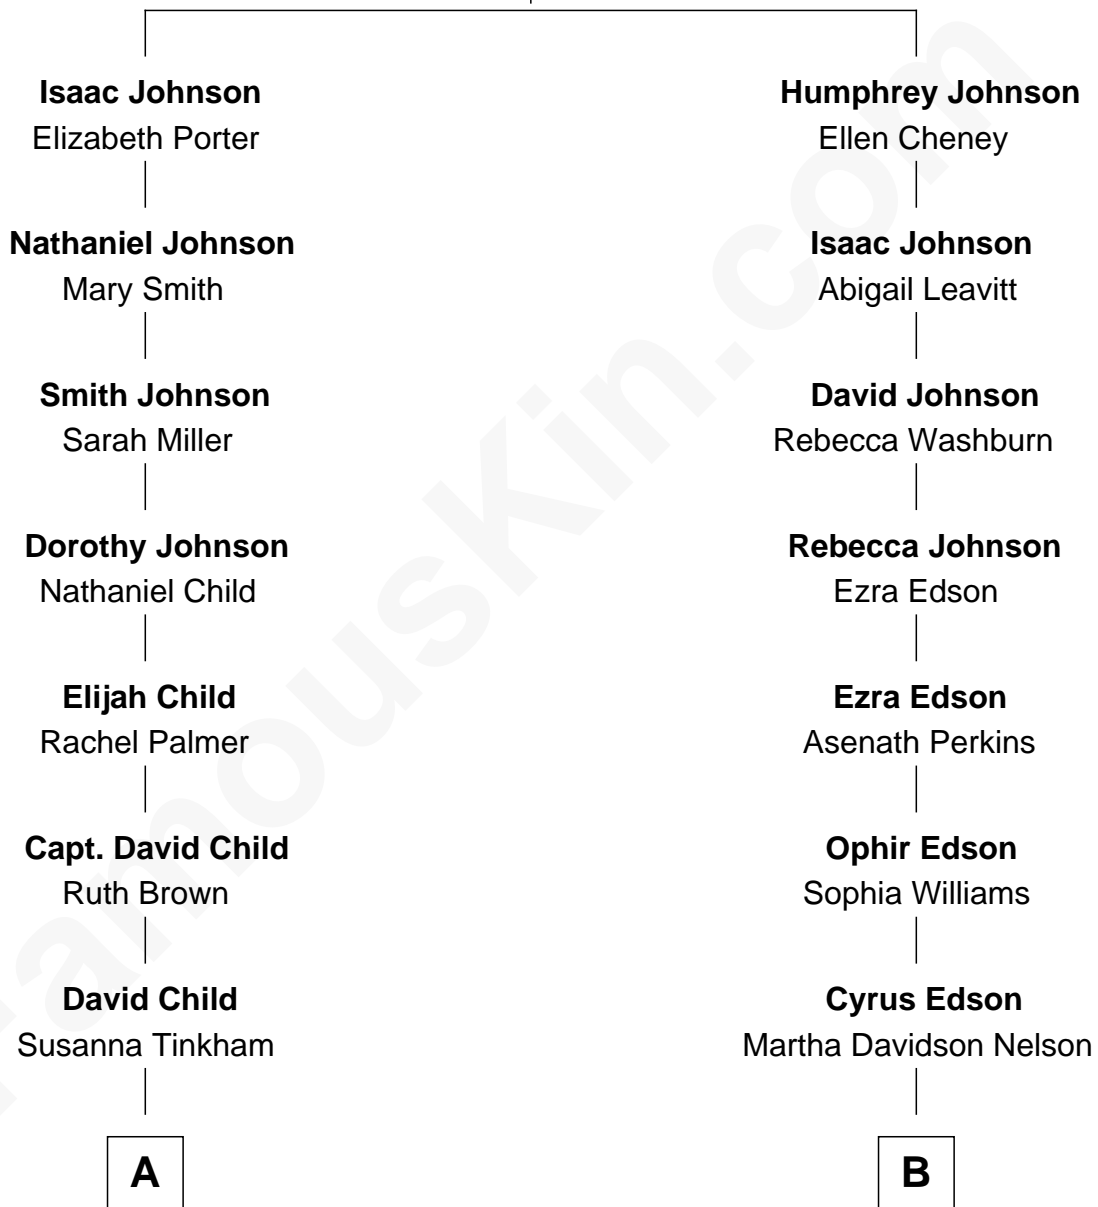 Isaac Johnson
Elizabeth Porter
Nathaniel Johnson
Mary Smith
Smith Johnson
Sarah Miller
Dorothy Johnson
Nathaniel Child
Elijah Child
Rachel Palmer
Capt. David Child
Ruth Brown
David Child
Susanna Tinkham
A
Humphrey Johnson
Ellen Cheney
Isaac Johnson
Abigail Leavitt
David Johnson
Rebecca Washburn
Rebecca Johnson
Ezra Edson
Ezra Edson
Asenath Perkins
Ophir Edson
Sophia Williams
Cyrus Edson
Martha Davidson Nelson
B
FamousKin.com